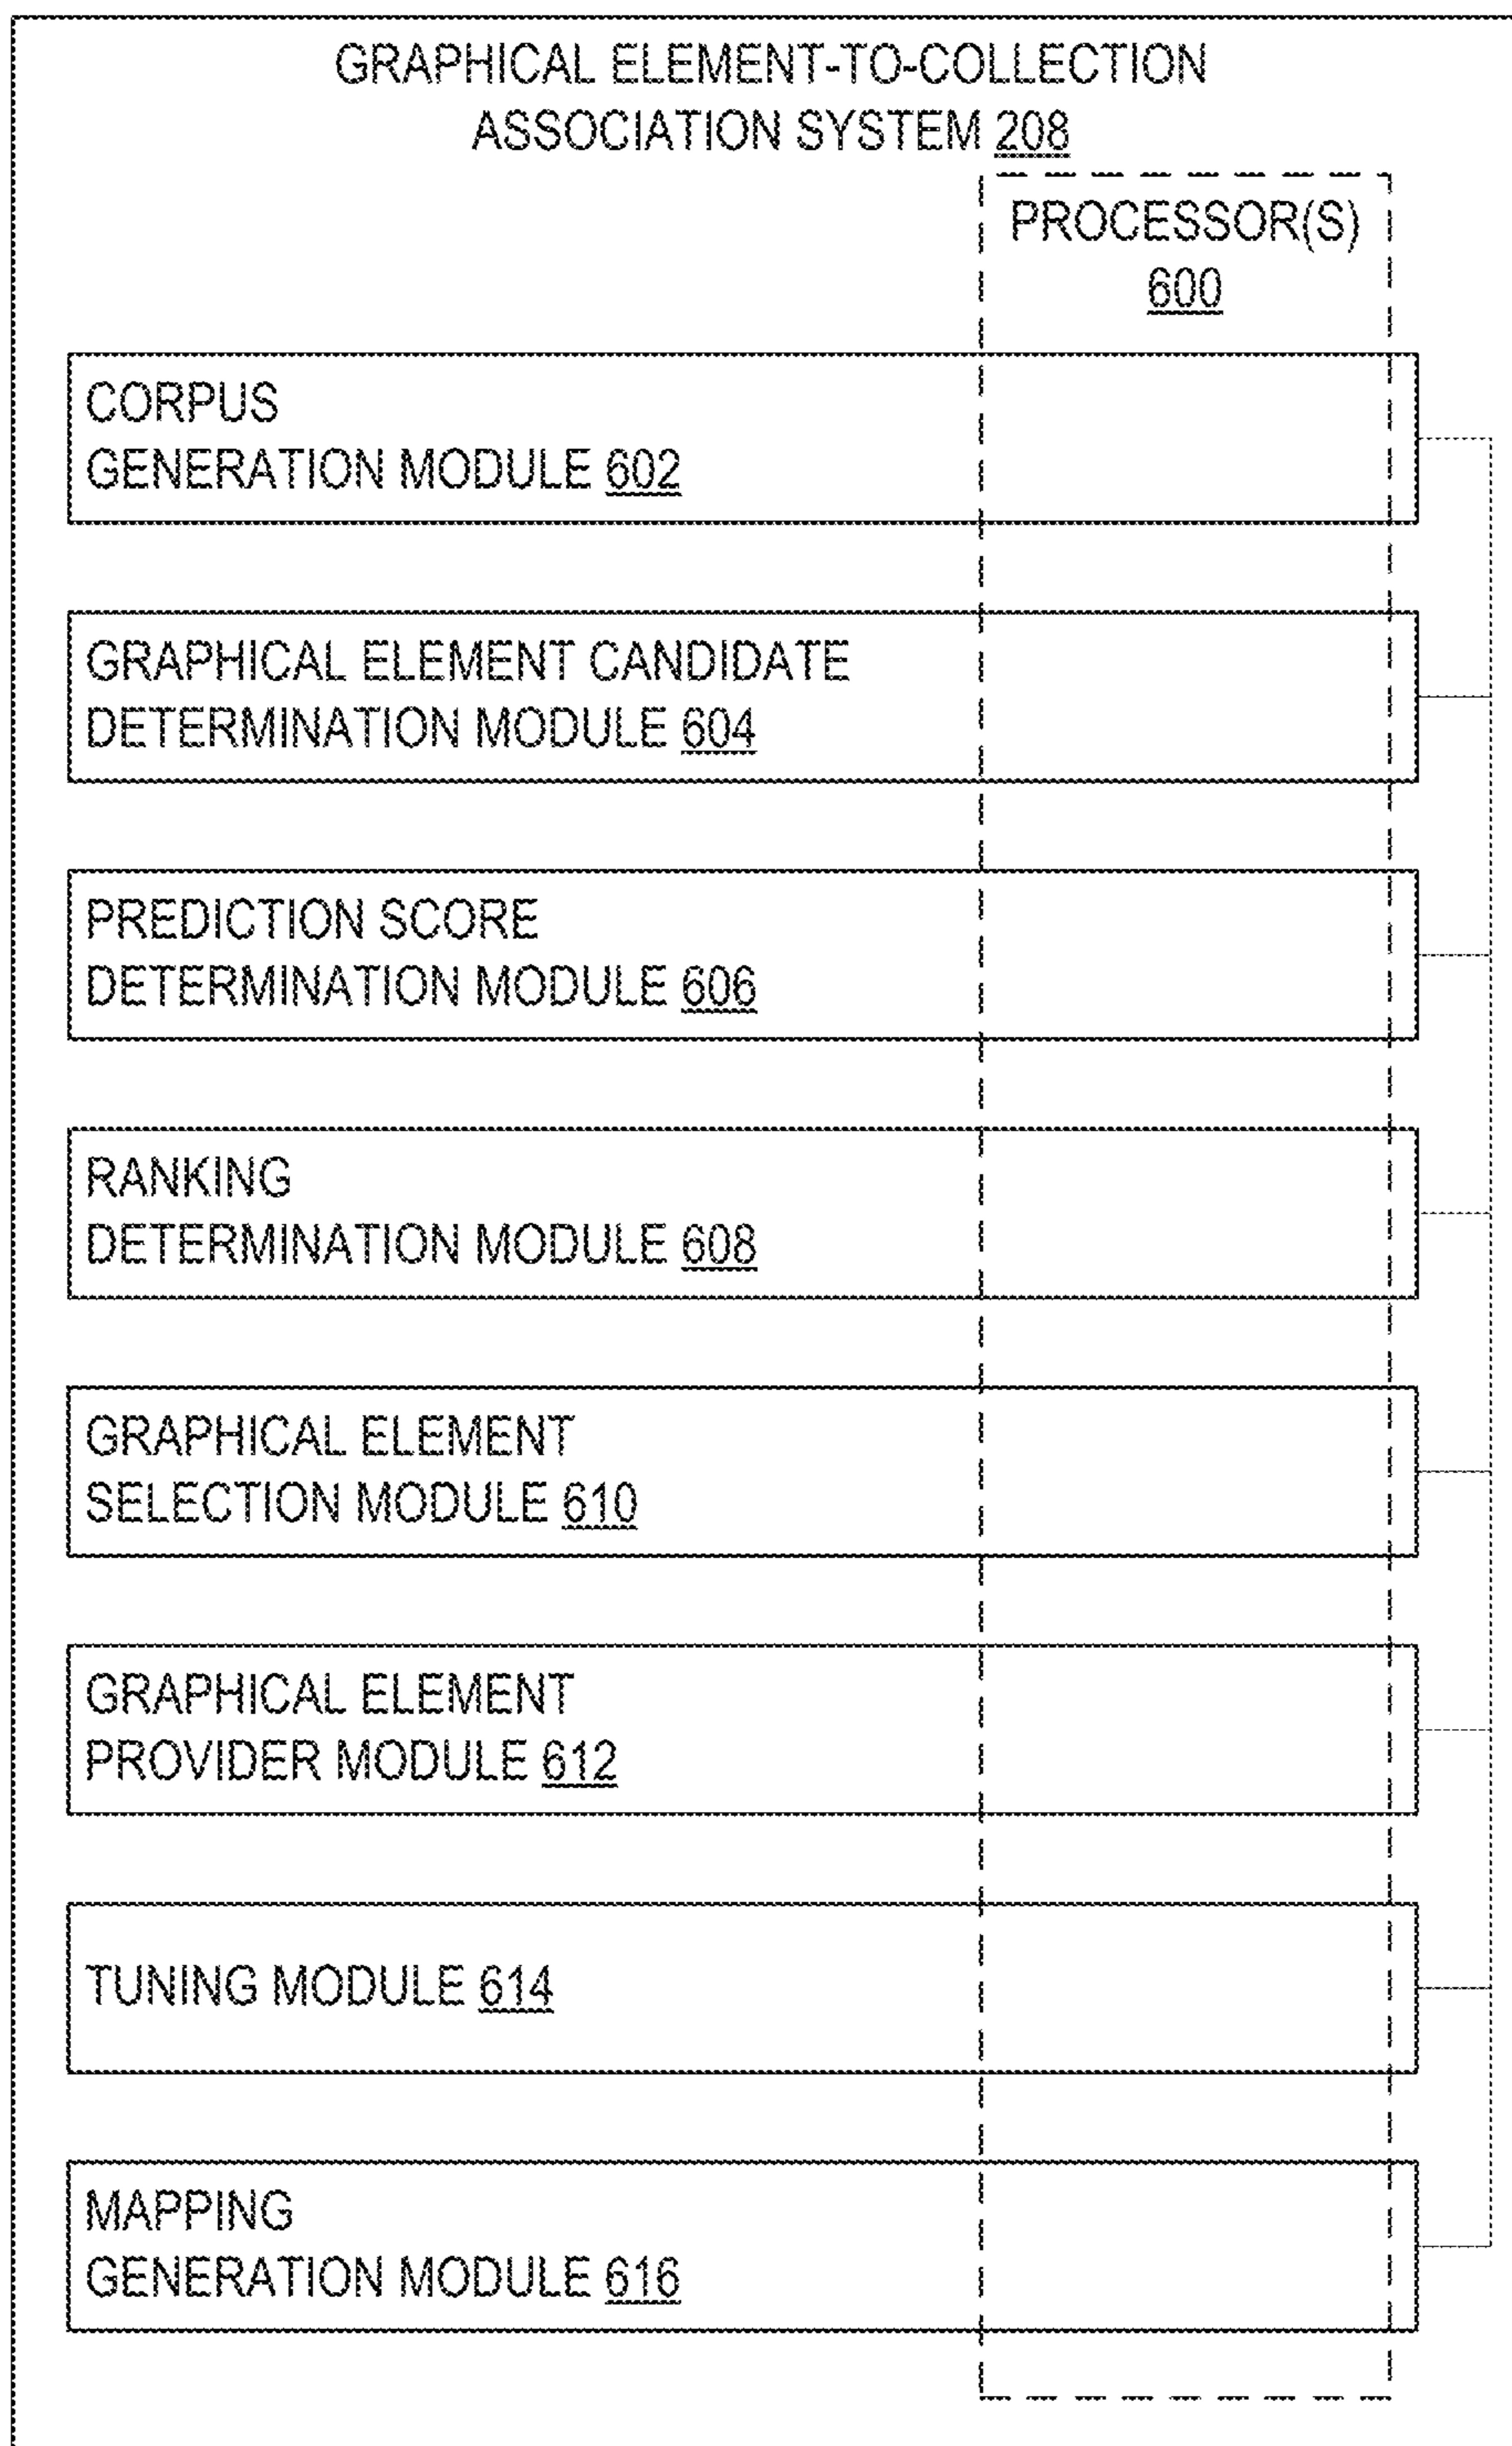 GRAPHICAL ELEMENT-TO-COLLECTION
ASSOCIATION SYSTEM 208
PROCESSOR(S)
600
CORPUS
GENERATION MODULE 602
GRAPHICAL ELEMENT CANDIDATE
DETERMINATION MODULE 604
PREDICTION SCORE
DETERMINATION MODULE 606
RANKING
DETERMINATION MODULE 608
GRAPHICAL ELEMENT
SELECTION MODULE 610
GRAPHICAL ELEMENT
PROVIDER MODULE 612
TUNING MODULE 614
MAPPING
GENERATION MODULE 616